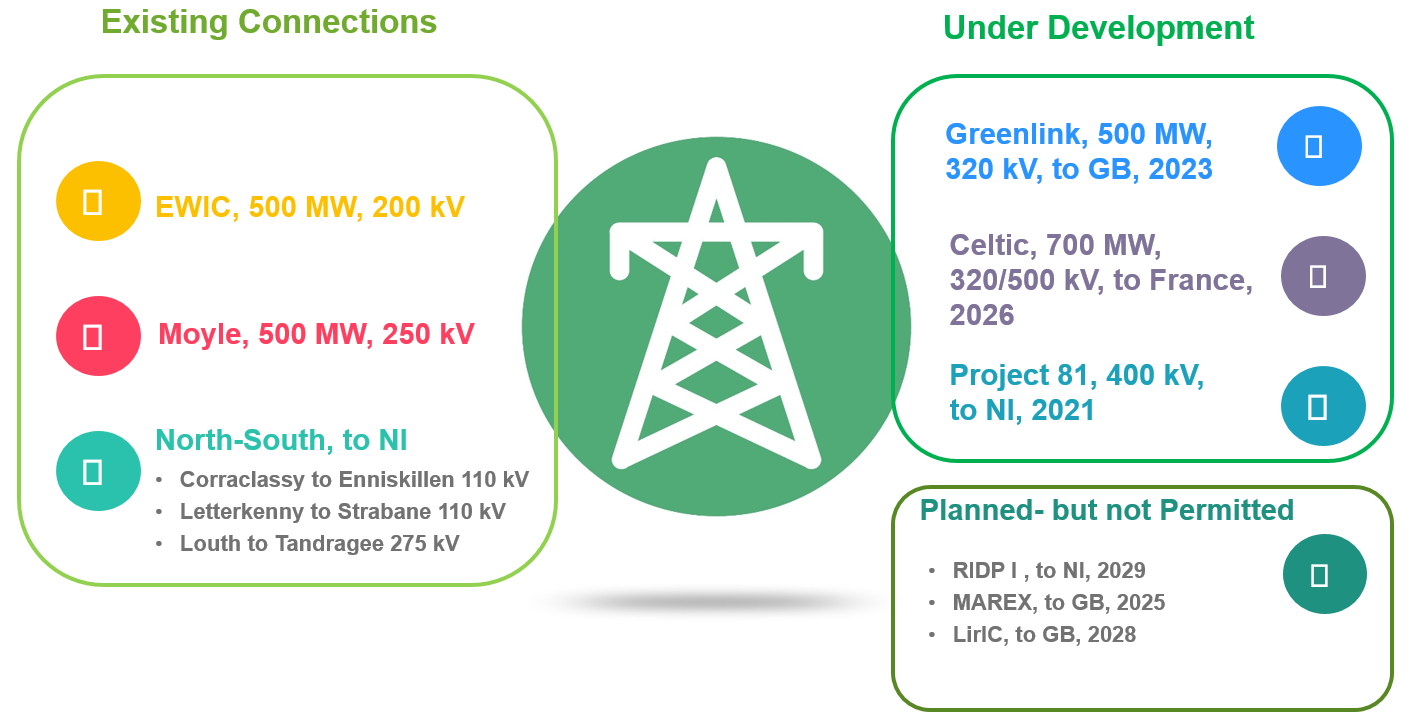 Existing Connections
EWIC, 500 MW, 200 kV
Moyle, 500 MW, 250 kV
North-South, to NI
• Corraclassy to Enniskillen 110 kV
• Letterkenny to Strabane 110 kV
• Louth to Tandragee 275 kV
Under Development
Greenlink, 500 MW,
320 kV, to GB, 2023
Celtic, 700 MW,
320/500 kV, to France,
2026
Project 81, 400 kV,
to NI, 2021
Planned- but not Permitted
• RIDP I , to NI, 2029
• MAREX, to GB, 2025
• LirIC, to GB, 2028